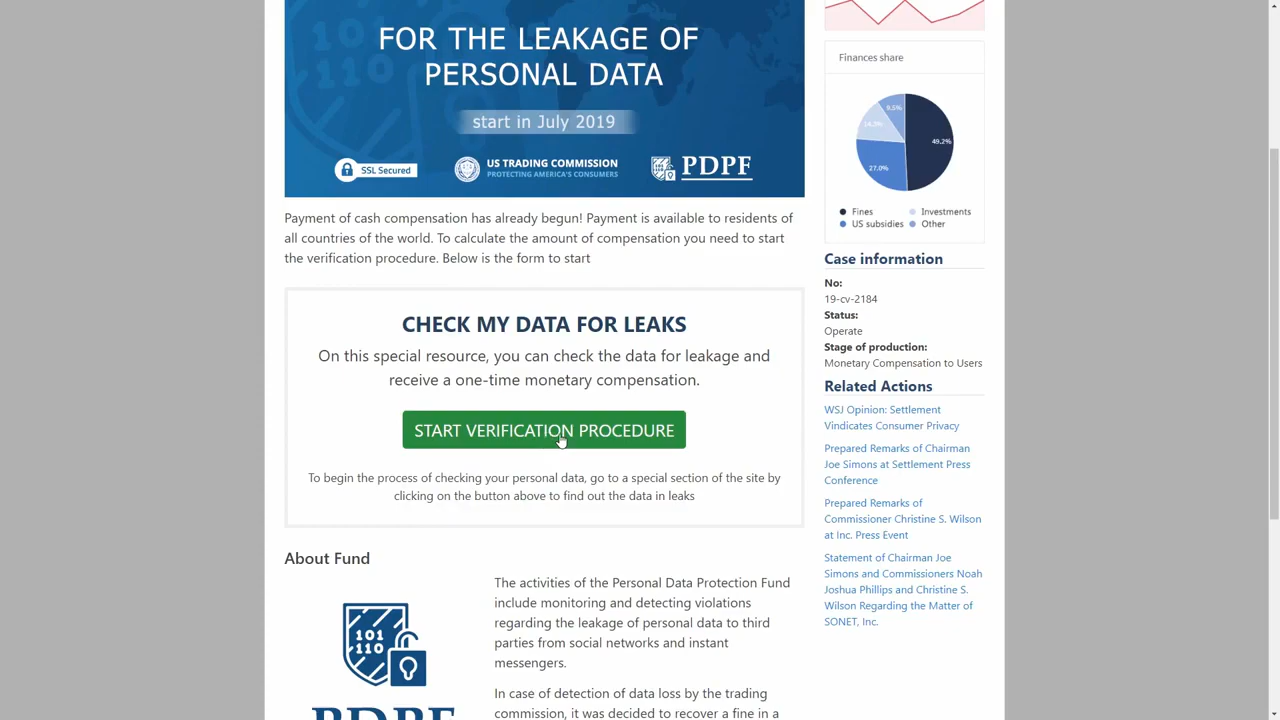 FOR THE LEAKAGE OF
PERSONAL DATA
start in July 2019
SSL Secured
US TRADING COMMISSION
PROTECTING AMERICA'S CONSUMERS
PDPF
Payment of cash compensation has already begun! Payment is available to residents of
all countries of the world. To calculate the amount of compensation you need to start
the verification procedure. Below is the form to start
CHECK MY DATA FOR LEAKS
On this special resource, you can check the data for leakage and
receive a one-time monetary compensation.
START VERIFICATION PROCEDURE
To begin the process of checking your personal data, go to a special section of the site by
clicking on the button above to find out the data in leaks
About Fund
101
110
PDPF
The activities of the Personal Data Protection Fund
include monitoring and detecting violations
regarding the leakage of personal data to third
parties from social networks and instant
messengers.
In case of detection of data loss by the trading
commission, it was decided to recover a fine in a
Finances share
9.5%
14.3%
49.2%
27.0%
Fines
Investments
US subsidies
Other
Case information
No:
19-cv-2184
Status:
Operate
Stage of production:
Monetary Compensation to Users
Related Actions
WSJ Opinion: Settlement
Vindicates Consumer Privacy
Prepared Remarks of Chairman
Joe Simons at Settlement Press
Conference
Prepared Remarks of
Commissioner Christine S. Wilson
at Inc. Press Event
Statement of Chairman Joe
Simons and Commissioners Noah
Joshua Phillips and Christine S.
Wilson Regarding the Matter of
SONET, Inc.